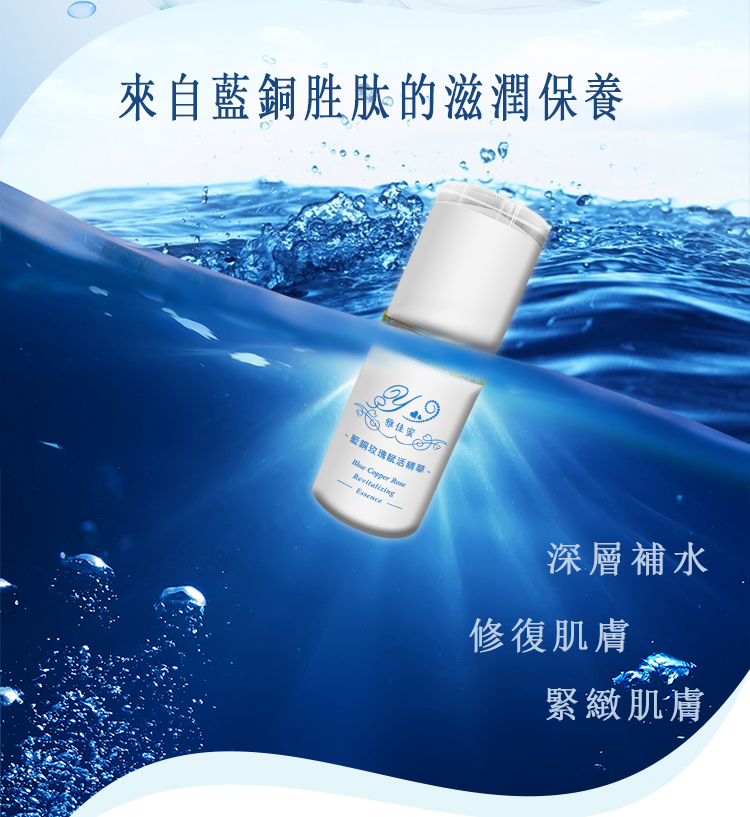 來自藍銅胜肽的滋潤保養
雅佳蜜
-藍銅玫瑰賦活精華-
Blue Copper Rose
Revitalizing
Essence
深層補水
修復肌膚
緊緻肌膚